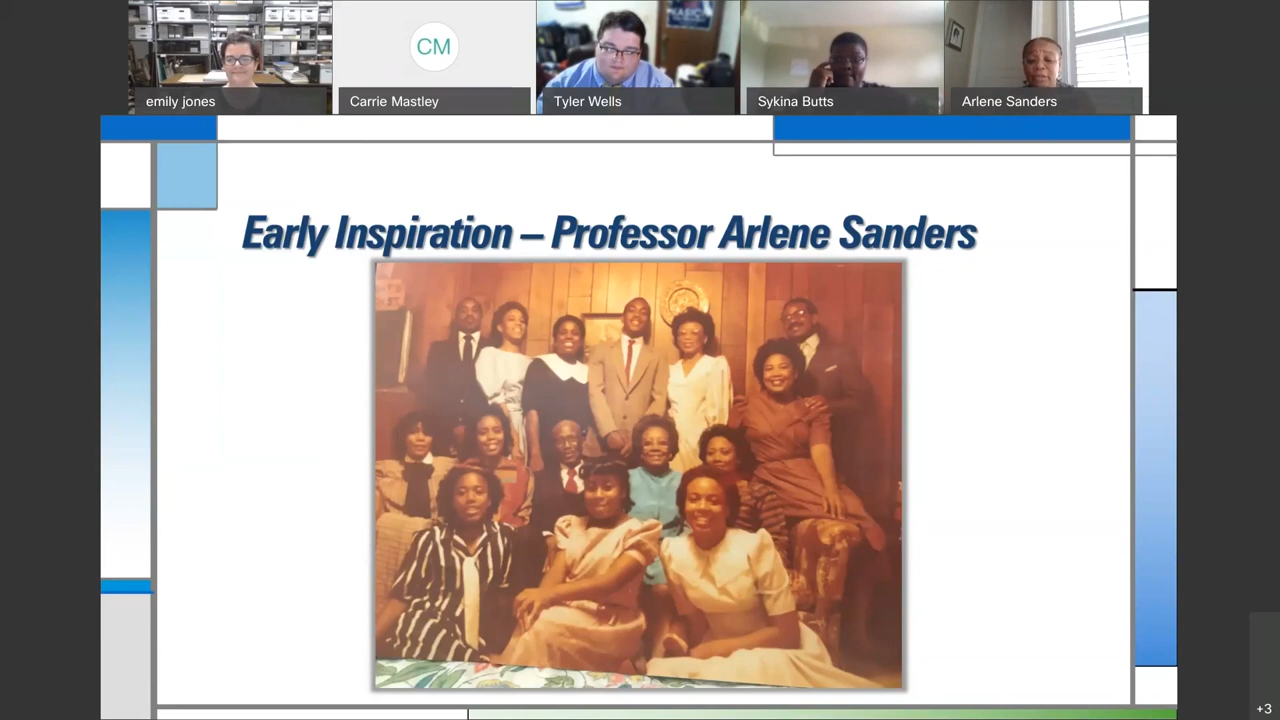 CM
emily jones
Carrie Mastley
Tyler Wells
Sykina Butts
Arlene Sanders
Early Inspiration – Professor Arlene Sanders
+3